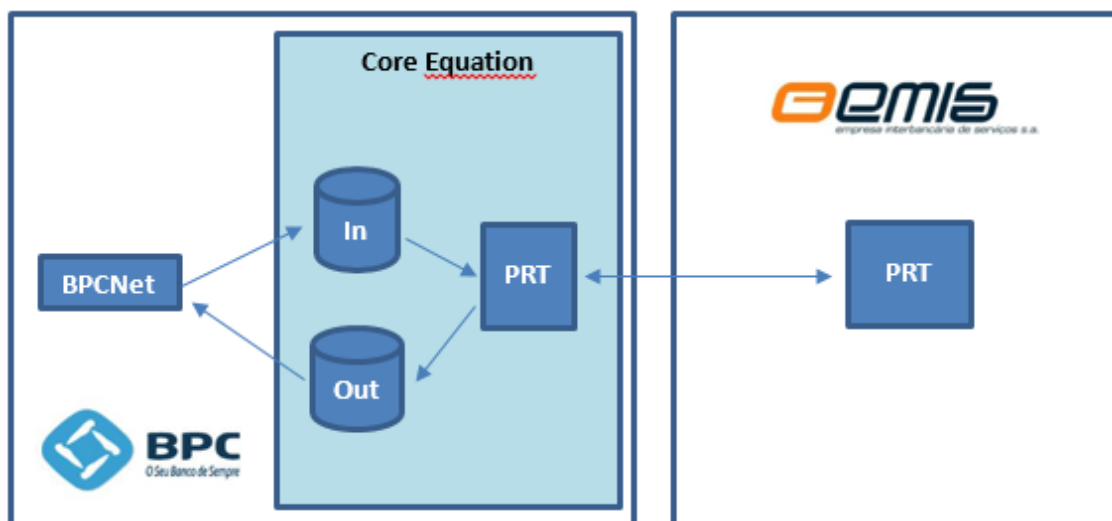 Core Equation
emis
empresa interbancária de serviços s.a.
In
BPCNet
PRT
PRT
Out
BPC
O Seu Banco de Sempre